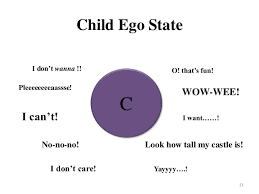 Child Ego State
I don't wanna !!
O! that's fun!
Pleeeeeeecaassse!
WOW-WEE!
C
I can't!
I want……!
No-no-no!
Look how tall my castle is!
I don't care!
Yayyyy….!